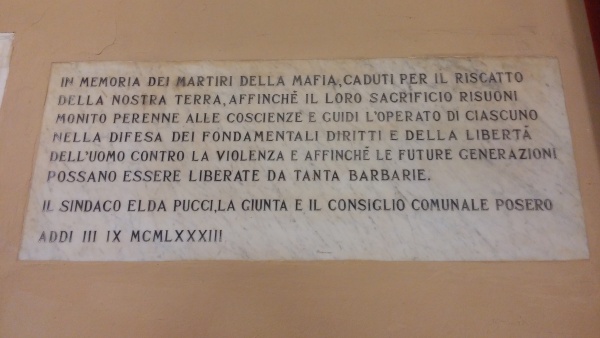 IN MEMORIA DEI MARTIRI DELLA MAFIA, CADUTI PER IL RISCATTO
DELLA NOSTRA TERRA, AFFINCHÉ IL LORO SACRIFICIO RISUONI
MONITO PERENNE ALLE COSCIENZE E GUIDI L'OPERATO DI CIASCUNO
NELLA DIFESA DEI FONDAMENTALI DIRITTI E DELLA LIBERTÁ
DELL'UOMO CONTRO LA VIOLENZA E AFFINCHÉ LE FUTURE GENERAZIONI
POSSANO ESSERE LIBERATE DA TANTA BARBARIE.
IL SINDACO ELDA PUCCI, LA GIUNTA E IL CONSIGLIO COMUNALE POSERO
ADDI III IX MCMLXXXIII